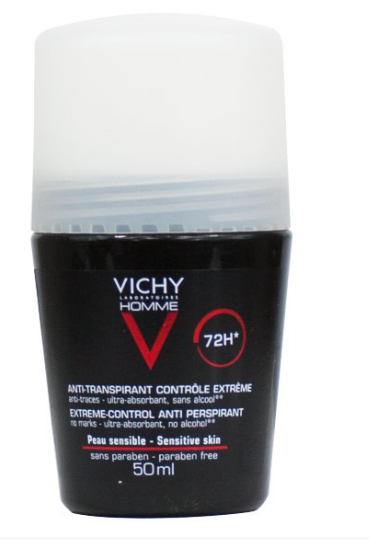 VICHY
LABORATOIRES
HOMME
V
72H*
ANTI-TRANSPIRANT CONTRÔLE EXTRÊME
anti-traces - ultra-absorbant, sans alcool**
EXTREME-CONTROL ANTI PERSPIRANT
no marks - ultra-absorbent, no alcohol**
Peau sensible - Sensitive skin
sans paraben - paraben free
50ml